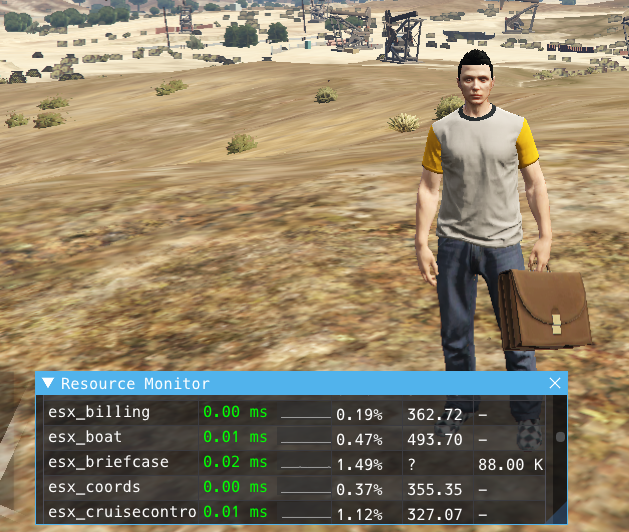 Resource Monitor
esx_billing 0.00 ms 0.19% 362.72 –
esx_boat 0.01 ms 0.47% 493.70 –
esx_briefcase 0.02 ms 1.49% ? 88.00 K
esx_coords 0.00 ms 0.37% 355.35 –
esx_cruisecontro 0.01 ms 1.12% 327.07 –